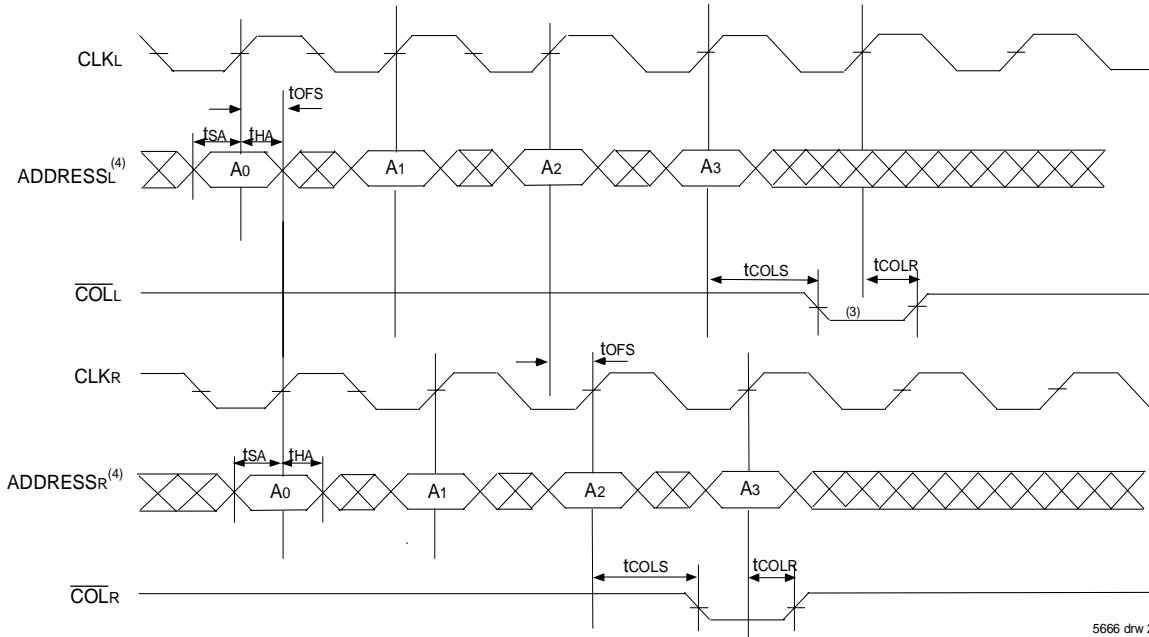 CLKL
tOFS
tSA tHA
ADDRESSL(4) A0 A1 A2 A3
tCOLS tCOLR
COLL (3)
tOFS
CLKR
tSA tHA
ADDRESSR(4) A0 A1 A2 A3
tCOLS tCOLR
COLR
5666 drw 2